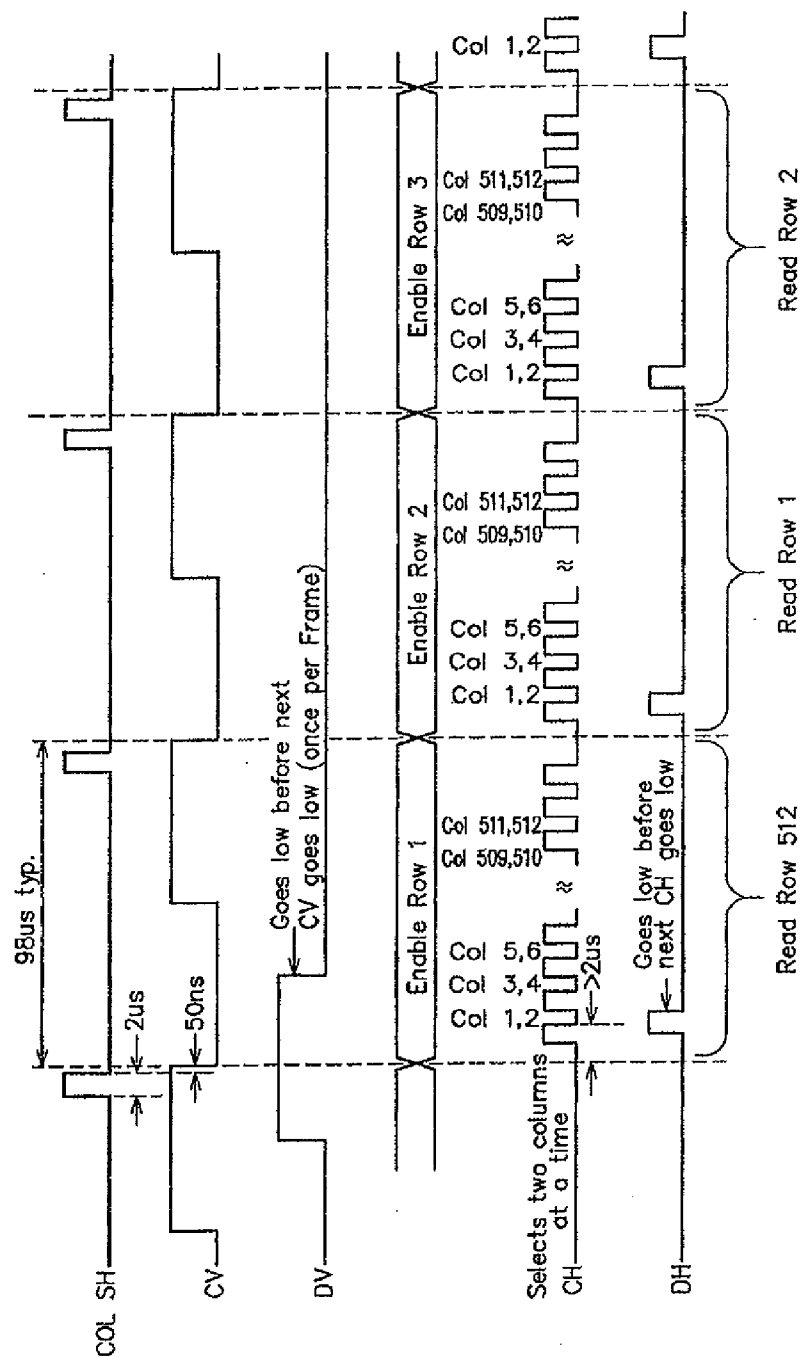 COL SH
98us typ.
2us
CV
50ns
DV
Goes low before next
CV goes low (once per Frame)
Enable Row 1
Enable Row 2
Enable Row 3
Selects two columns
at a time
CH
Col 1,2
Col 3,4
Col 5,6
Col 509,510
Col 511,512
Col 1,2
Col 3,4
Col 5,6
Col 509,510
Col 511,512
Col 1,2
Col 3,4
Col 5,6
Col 509,510
Col 511,512
Col 1,2
>2us
DH
Goes low before
next CH goes low
Read Row 512
Read Row 1
Read Row 2